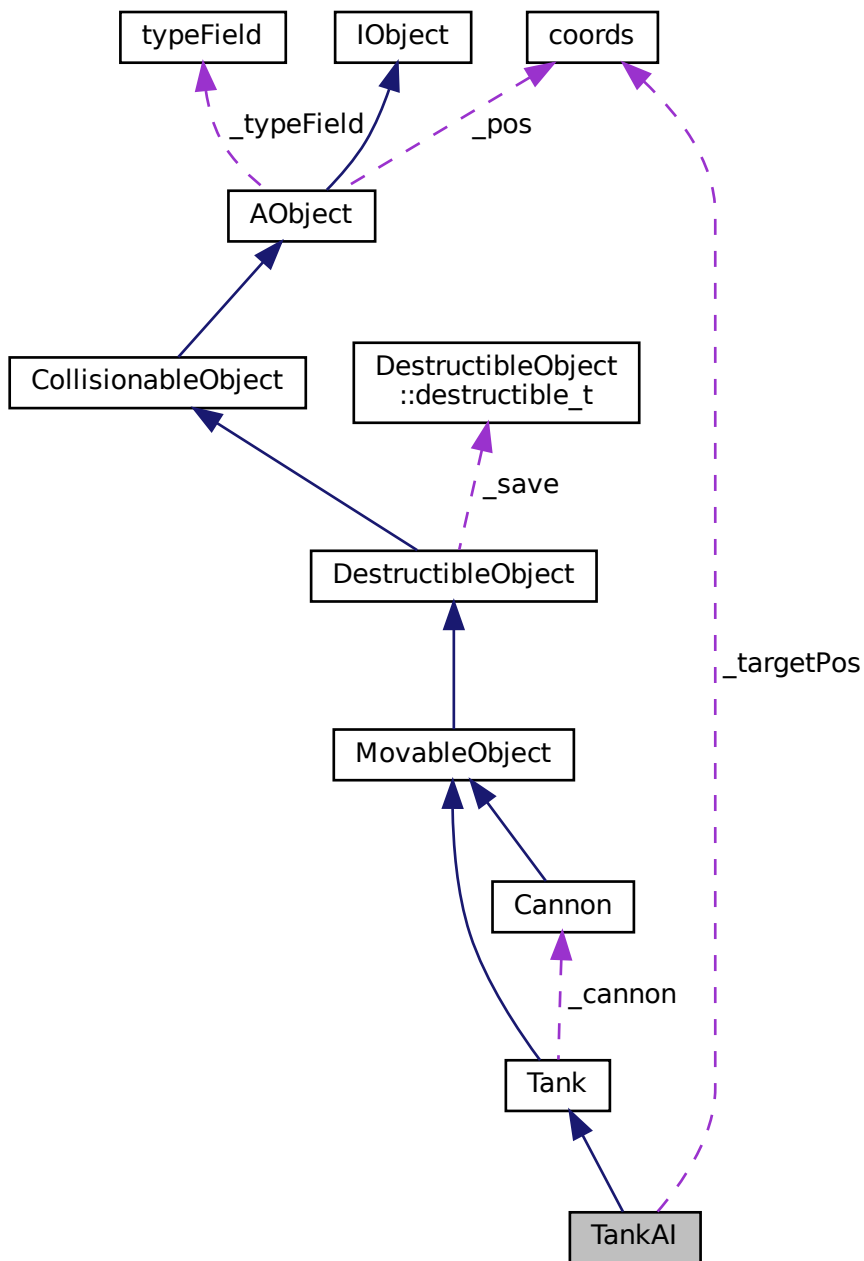 typeField
IObject
coords
_typeField
_pos
AObject
CollisionableObject
DestructibleObject
::destructible_t
_save
DestructibleObject
_targetPos
MovableObject
Cannon
_cannon
Tank
TankAI